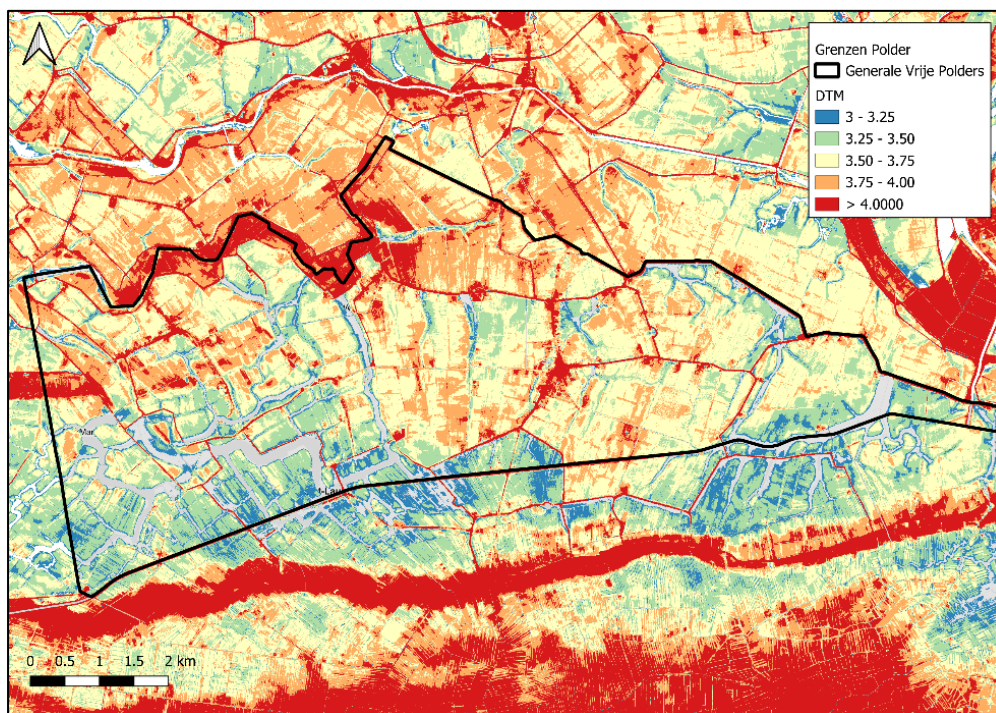 Grenzen Polder
Generale Vrije Polders
DTM
3 - 3.25
3.25 - 3.50
3.50 - 3.75
3.75 - 4.00
> 4.0000
0 0.5 1 1.5 2 km